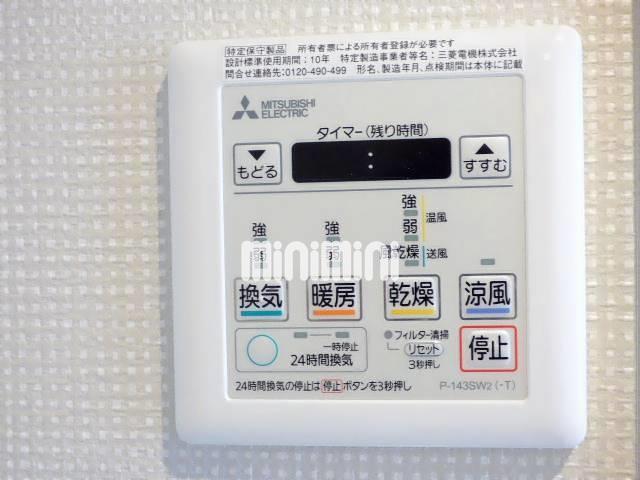 特定保守製品 所有者票による所有者登録が必要です
設計標準使用期間：10年 特定製造事業者等名：三菱電機株式会社
問合せ連絡先:0120-490-499 形名、製造年月、点検期間は本体に記載
MITSUBISHI
ELECTRIC
タイマー(残り時間)
▼ : ▲
もどる すすむ
強 温風
強 強 弱
弱 弱 風乾燥 送風
minimini
換気 暖房 乾燥 涼風
一時停止
24時間換気
フィルター清掃
リセット
3秒押し
停止
24時間換気の停止は 停止 ボタンを3秒押し
P-143SW2(-T)